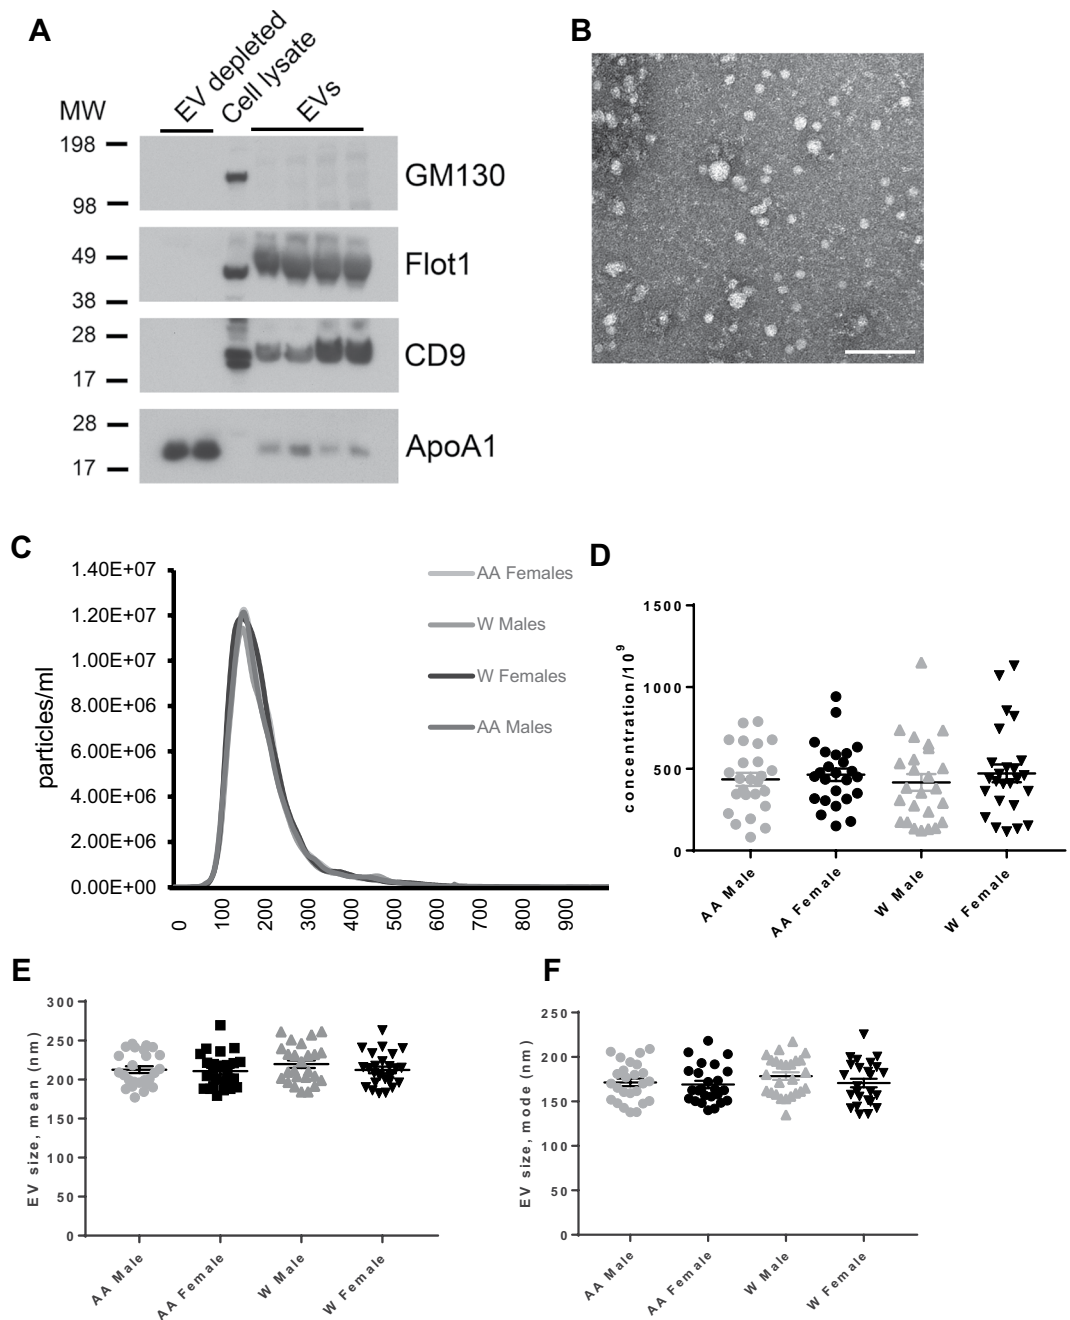 A
EV depleted
Cell lysate
EVs
MW
198
98
GM130
49
38
Flot1
28
17
CD9
28
17
ApoA1
B
C
1.40E+07
1.20E+07
1.00E+07
8.00E+06
6.00E+06
4.00E+06
2.00E+06
0.00E+00
particles/ml
0 100 200 300 400 500 600 700 800 900
AA Females
W Males
W Females
AA Males
D
1500
1000
500
0
concentration/10⁹
AA Male
AA Female
W Male
W Female
E
300
250
200
150
100
50
0
EV size, mean (nm)
AA Male
AA Female
W Male
W Female
F
250
200
150
100
50
0
EV size, mode (nm)
AA Male
AA Female
W Male
W Female